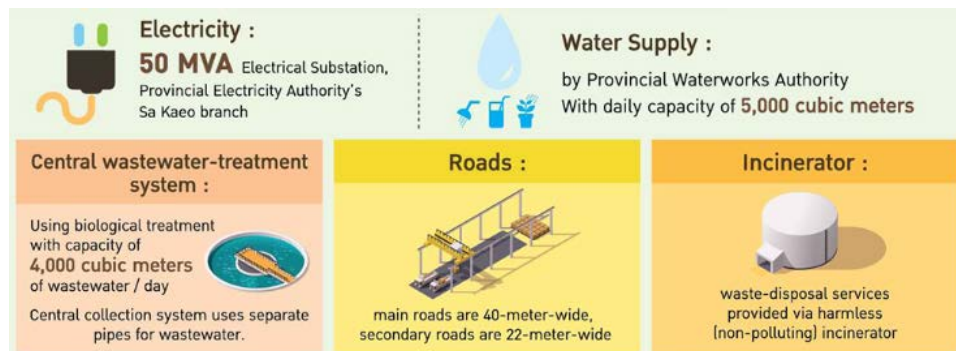 Electricity :
50 MVA Electrical Substation,
Provincial Electricity Authority's
Sa Kaeo branch
Water Supply :
by Provincial Waterworks Authority
With daily capacity of 5,000 cubic meters
Central wastewater-treatment
system :
Using biological treatment
with capacity of
4,000 cubic meters
of wastewater / day
Central collection system uses separate
pipes for wastewater.
Roads :
main roads are 40-meter-wide,
secondary roads are 22-meter-wide
Incinerator :
waste-disposal services
provided via harmless
(non-polluting) incinerator